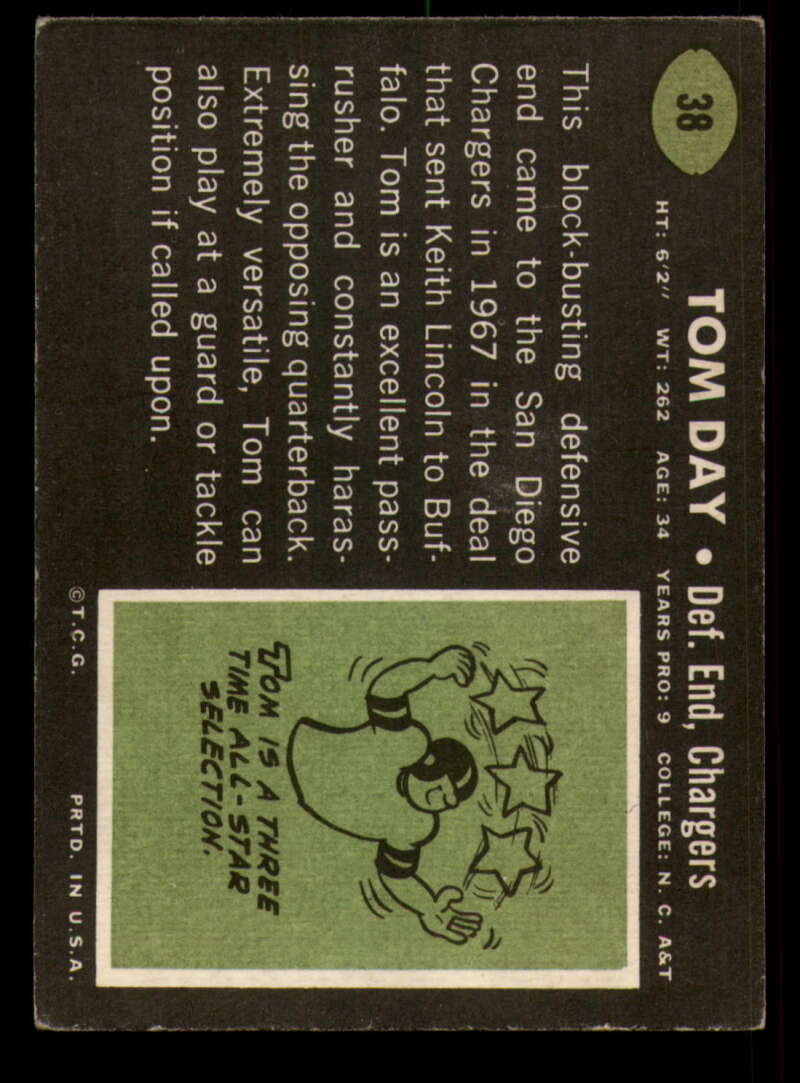 38
TOM DAY • Def. End, Chargers
HT: 6'2" WT: 262 AGE: 34 YEARS PRO: 9 COLLEGE: N. C. A&T
This block-busting defensive
end came to the San Diego
Chargers in 1967 in the deal
that sent Keith Lincoln to Buf-
falo. Tom is an excellent pass-
rusher and constantly haras-
sing the opposing quarterback.
Extremely versatile, Tom can
also play at a guard or tackle
position if called upon.
TOM IS A THREE
TIME ALL-STAR
SELECTION.
©T.C.G. PRTD. IN U.S.A.